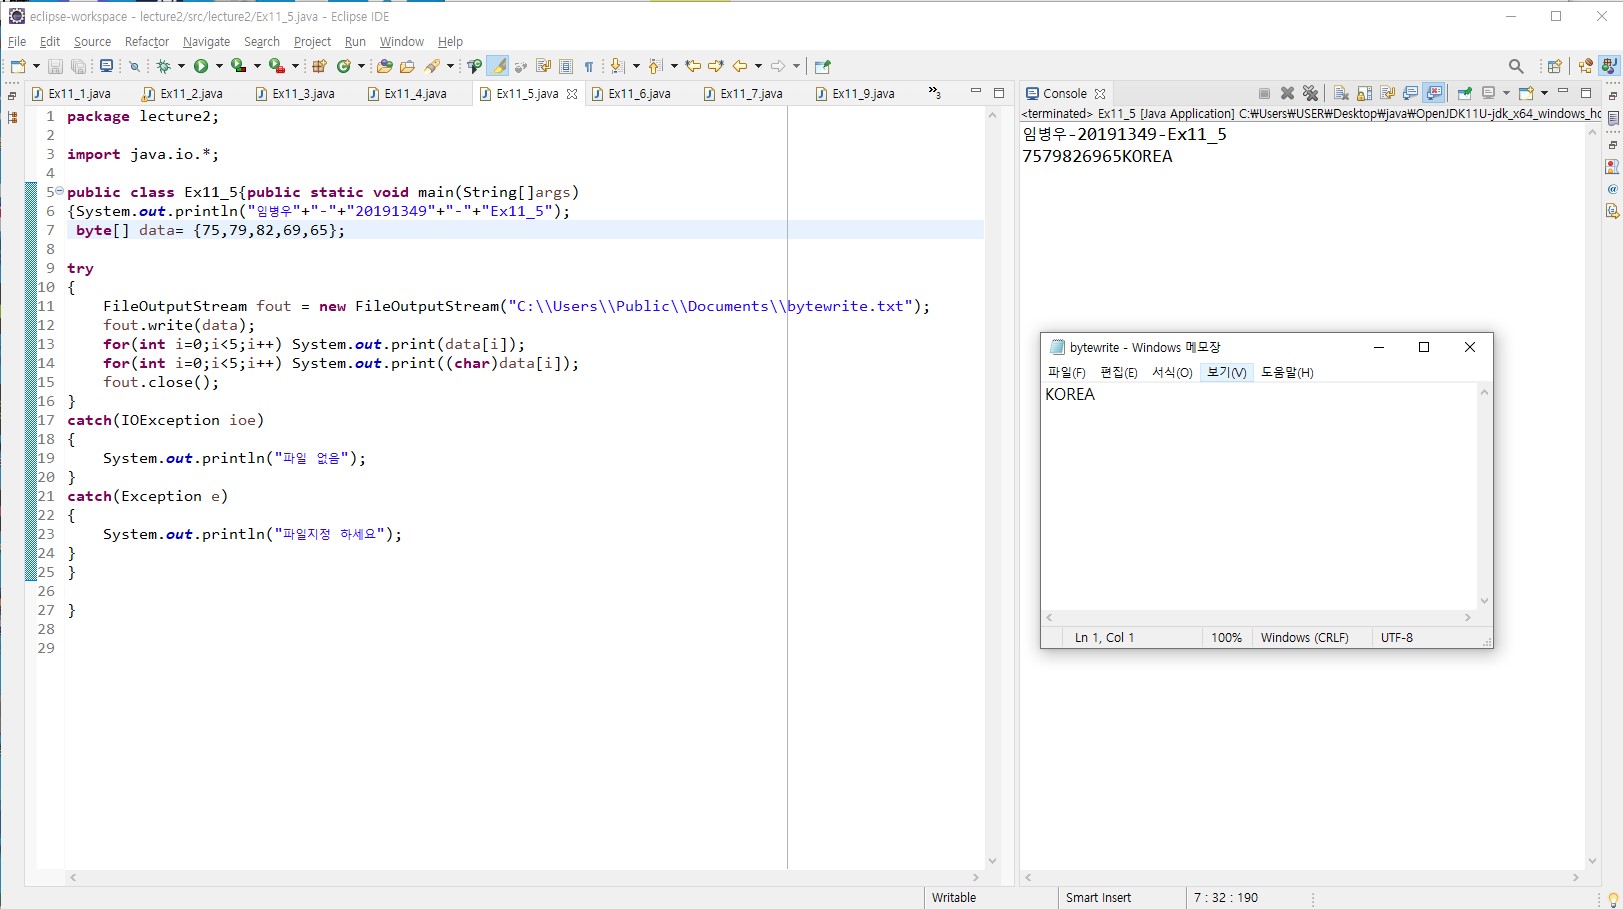 eclipse-workspace - lecture2/src/lecture2/Ex11_5.java - Eclipse IDE
File Edit Source Refactor Navigate Search Project Run Window Help
Ex11_1.java Ex11_2.java Ex11_3.java Ex11_4.java Ex11_5.java Ex11_6.java Ex11_7.java Ex11_9.java »3
1 package lecture2;
2
3 import java.io.*;
4
5 public class Ex11_5{public static void main(String[]args)
6 {System.out.println("임병우"+"-"+"20191349"+"-"+"Ex11_5");
7 byte[] data= {75,79,82,69,65};
8
9 try
10 {
11 FileOutputStream fout = new FileOutputStream("C:\\Users\\Public\\Documents\\bytewrite.txt");
12 fout.write(data);
13 for(int i=0;i<5;i++) System.out.print(data[i]);
14 for(int i=0;i<5;i++) System.out.print((char)data[i]);
15 fout.close();
16 }
17 catch(IOException ioe)
18 {
19 System.out.println("파일 없음");
20 }
21 catch(Exception e)
22 {
23 System.out.println("파일지정 하세요");
24 }
25 }
26
27 }
28
29
Console
<terminated> Ex11_5 [Java Application] C:₩Users₩USER₩Desktop₩java₩OpenJDK11U-jdk_x64_windows_ho
임병우-20191349-Ex11_5
7579826965KOREA
bytewrite - Windows 메모장
파일(F) 편집(E) 서식(O) 보기(V) 도움말(H)
KOREA
Ln 1, Col 1 100% Windows (CRLF) UTF-8
Writable Smart Insert 7 : 32 : 190